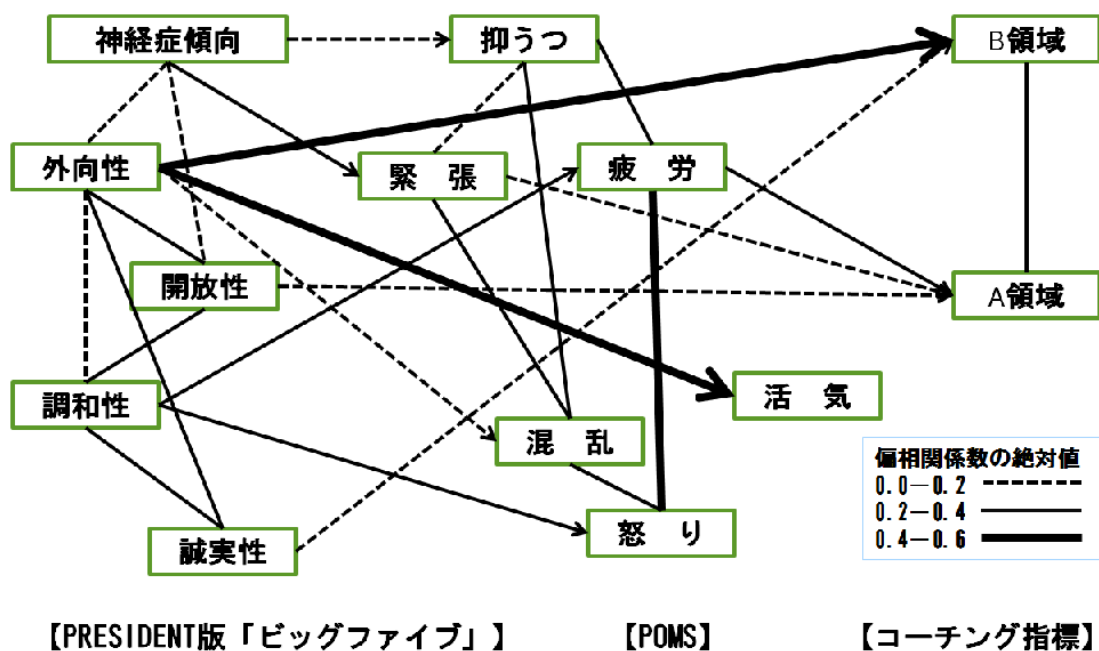 神経症傾向
抑うつ
B領域
外向性
緊 張
疲 労
開放性
A領域
調和性
活 気
混 乱
誠実性
怒 り
偏相関係数の絶対値
0.0－0.2
0.2－0.4
0.4－0.6
【PRESIDENT版「ビッグファイブ」】
【POMS】
【コーチング指標】